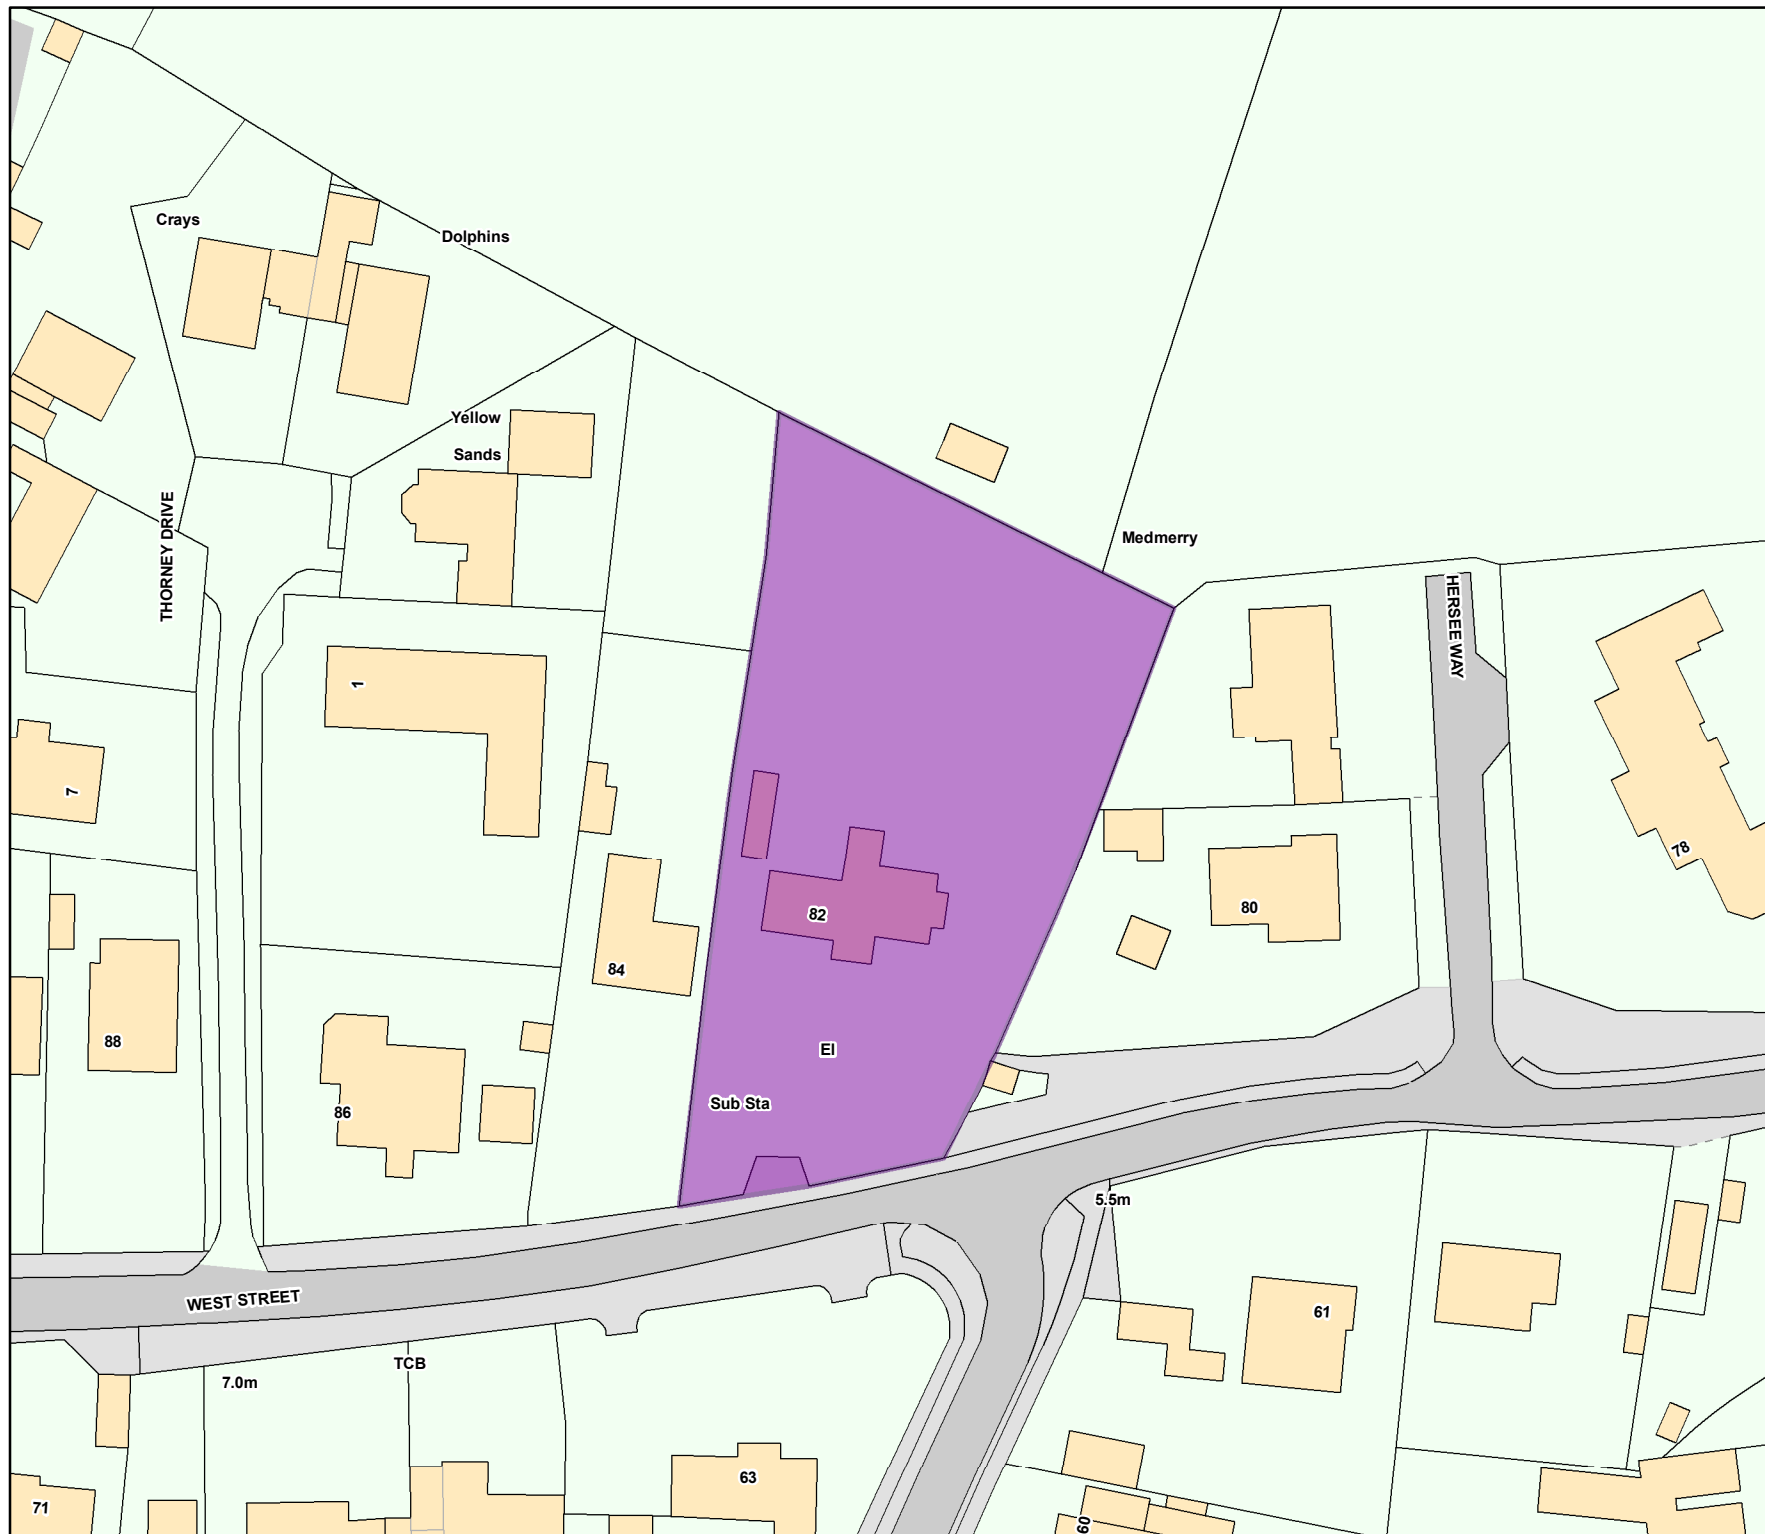 Crays
Dolphins
Yellow
Sands
THORNEY DRIVE
Medmerry
HERSEE WAY
1
7
78
82
80
84
88
El
86
Sub Sta
5.5m
WEST STREET
61
TCB
7.0m
63
71
60